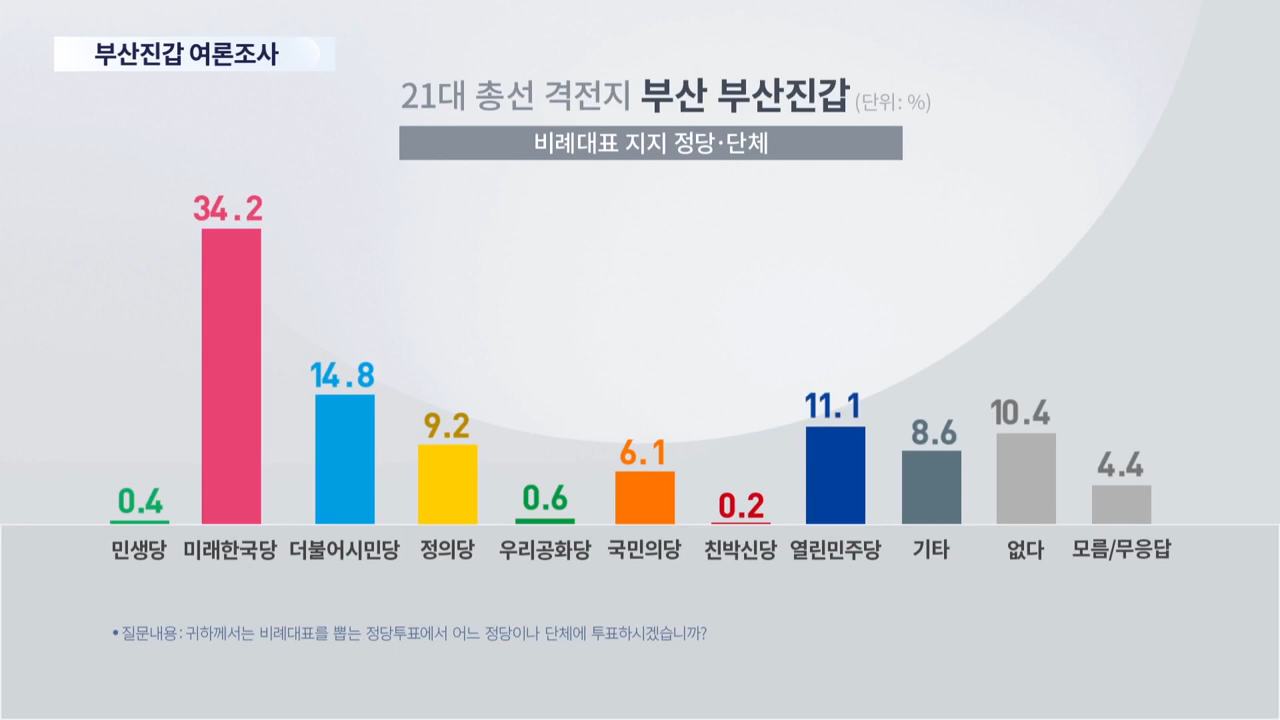 부산진갑 여론조사
21대 총선 격전지 부산 부산진갑 (단위: %)
비례대표 지지 정당·단체
0.4 34.2 14.8 9.2 0.6 6.1 0.2 11.1 8.6 10.4 4.4
민생당 미래한국당 더불어시민당 정의당 우리공화당 국민의당 친박신당 열린민주당 기타 없다 모름/무응답
• 질문내용: 귀하께서는 비례대표를 뽑는 정당투표에서 어느 정당이나 단체에 투표하시겠습니까?